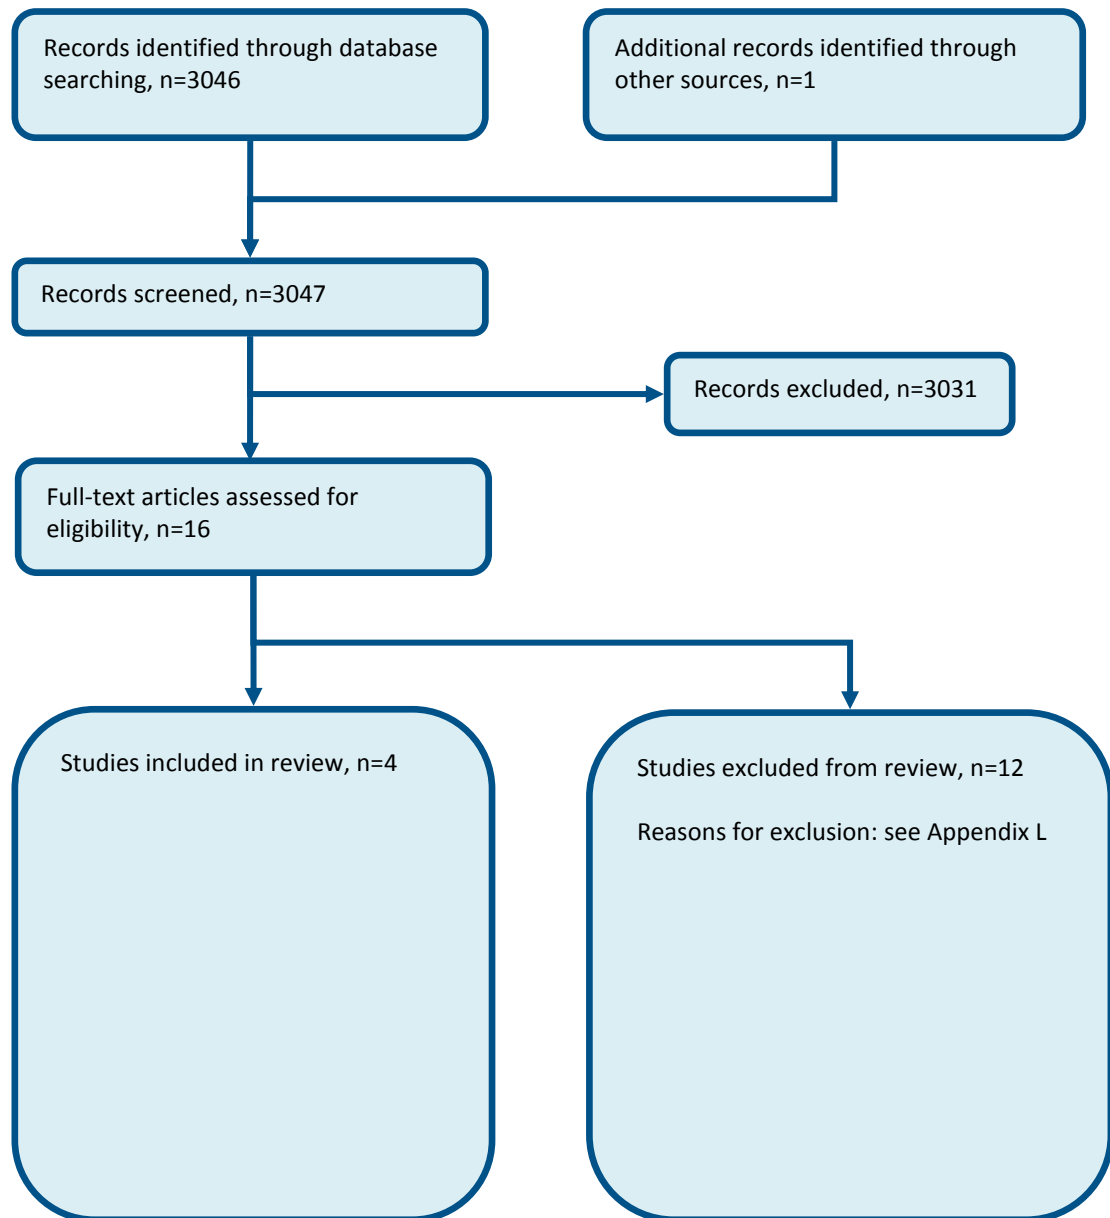 Records identified through database
searching, n=3046
Additional records identified through
other sources, n=1
Records screened, n=3047
Records excluded, n=3031
Full-text articles assessed for
eligibility, n=16
Studies included in review, n=4
Studies excluded from review, n=12
Reasons for exclusion: see Appendix L